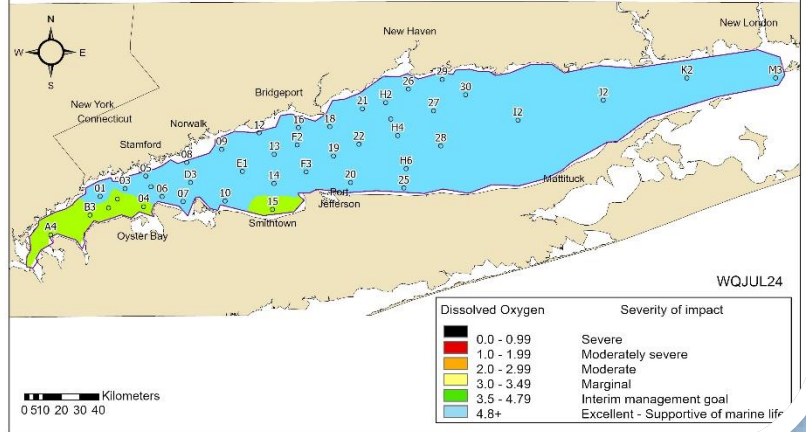 N
W E
S
New London
New Haven
Bridgeport
New York
Connecticut
Norwalk
Stamford
Mattituck
Port
Jefferson
Smithtown
Oyster Bay
A4
B3
01
03
04
05
06
07
08
D3
09
10
E1
12
13
14
15
16
F2
F3
18
19
20
21
22
H2
H4
H6
25
26
27
28
29
30
I2
J2
K2
M3
WQJUL24
Dissolved Oxygen Severity of impact
0.0 - 0.99 Severe
1.0 - 1.99 Moderately severe
2.0 - 2.99 Moderate
3.0 - 3.49 Marginal
3.5 - 4.79 Interim management goal
4.8+ Excellent - Supportive of marine life
Kilometers
0 5 10 20 30 40